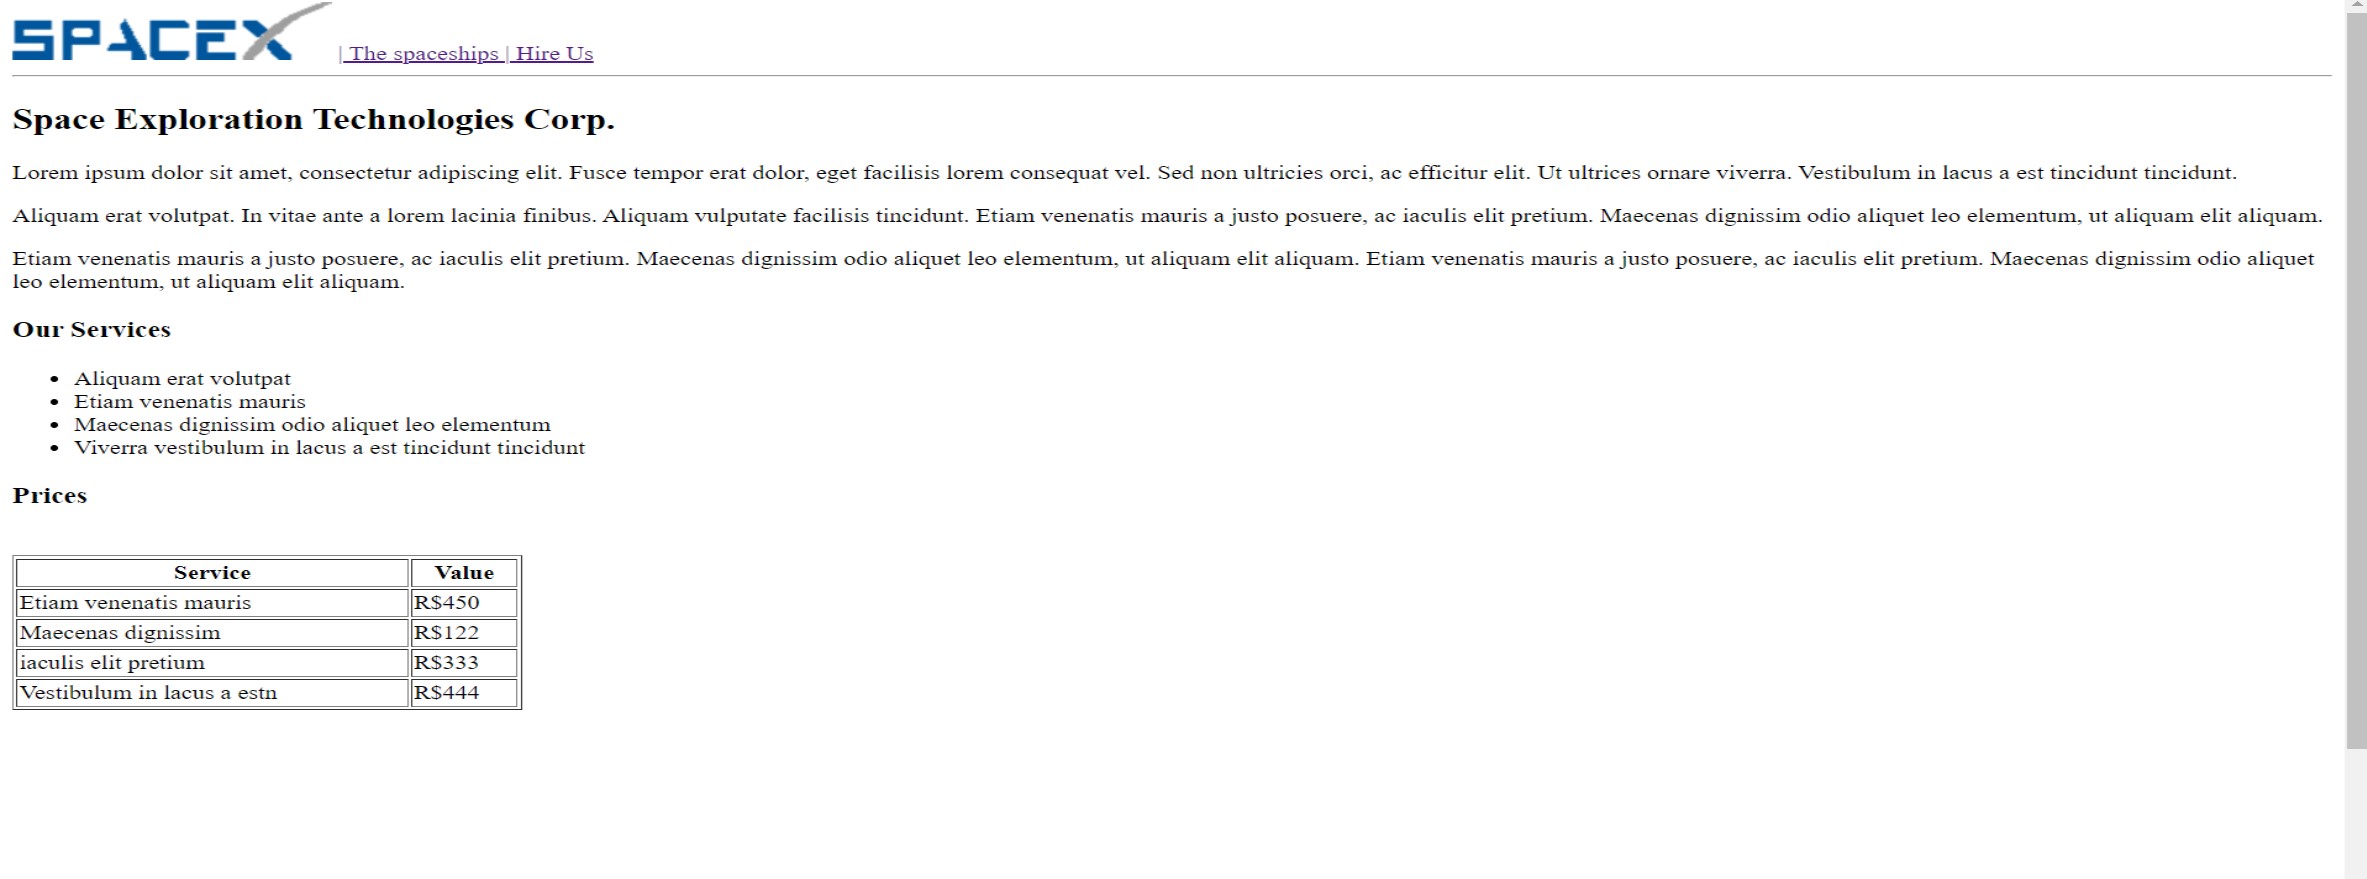 SPACEX | The spaceships | Hire Us
Space Exploration Technologies Corp.
Lorem ipsum dolor sit amet, consectetur adipiscing elit. Fusce tempor erat dolor, eget facilisis lorem consequat vel. Sed non ultricies orci, ac efficitur elit. Ut ultrices ornare viverra. Vestibulum in lacus a est tincidunt tincidunt.
Aliquam erat volutpat. In vitae ante a lorem lacinia finibus. Aliquam vulputate facilisis tincidunt. Etiam venenatis mauris a justo posuere, ac iaculis elit pretium. Maecenas dignissim odio aliquet leo elementum, ut aliquam elit aliquam.
Etiam venenatis mauris a justo posuere, ac iaculis elit pretium. Maecenas dignissim odio aliquet leo elementum, ut aliquam elit aliquam. Etiam venenatis mauris a justo posuere, ac iaculis elit pretium. Maecenas dignissim odio aliquet
leo elementum, ut aliquam elit aliquam.
Our Services
• Aliquam erat volutpat
• Etiam venenatis mauris
• Maecenas dignissim odio aliquet leo elementum
• Viverra vestibulum in lacus a est tincidunt tincidunt
Prices
Service Value
Etiam venenatis mauris R$450
Maecenas dignissim R$122
iaculis elit pretium R$333
Vestibulum in lacus a estn R$444